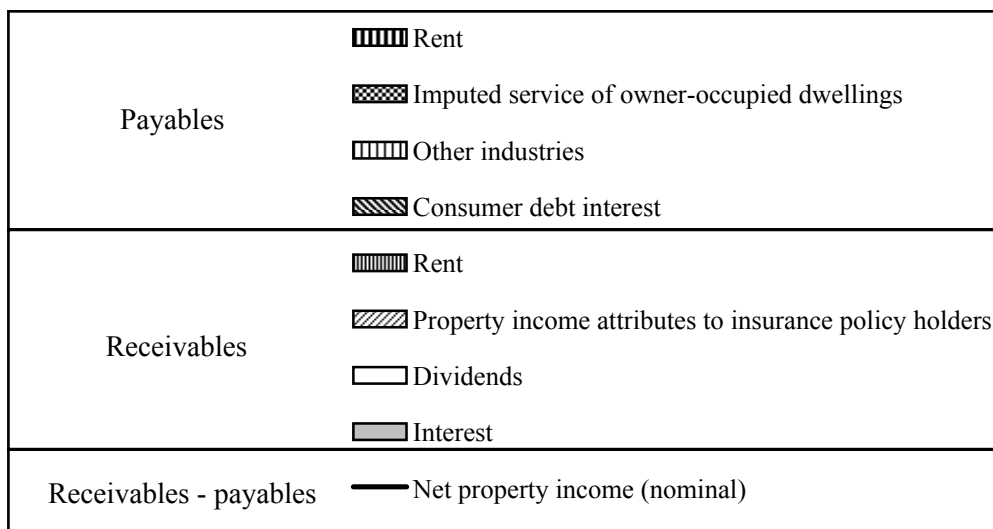 Payables
Rent
Imputed service of owner-occupied dwellings
Other industries
Consumer debt interest
Receivables
Rent
Property income attributes to insurance policy holders
Dividends
Interest
Receivables - payables
Net property income (nominal)